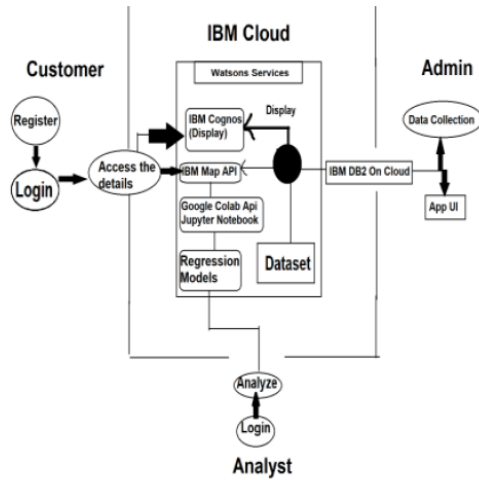 IBM Cloud
Customer
Admin
Watsons Services
Register
IBM Cognos
(Display)
Display
Data Collection
Login
Access the
details
IBM Map API
IBM DB2 On Cloud
Google Colab Api
Jupyter Notebook
App UI
Regression
Models
Dataset
Analyze
Login
Analyst